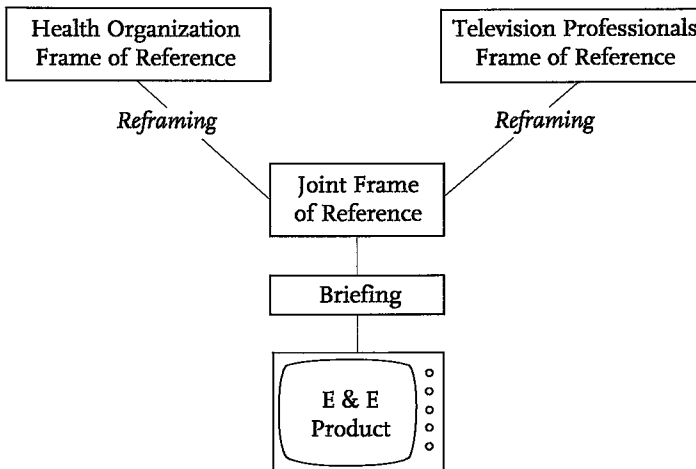 Health Organization
Frame of Reference
Television Professionals
Frame of Reference
Reframing
Reframing
Joint Frame
of Reference
Briefing
E & E
Product